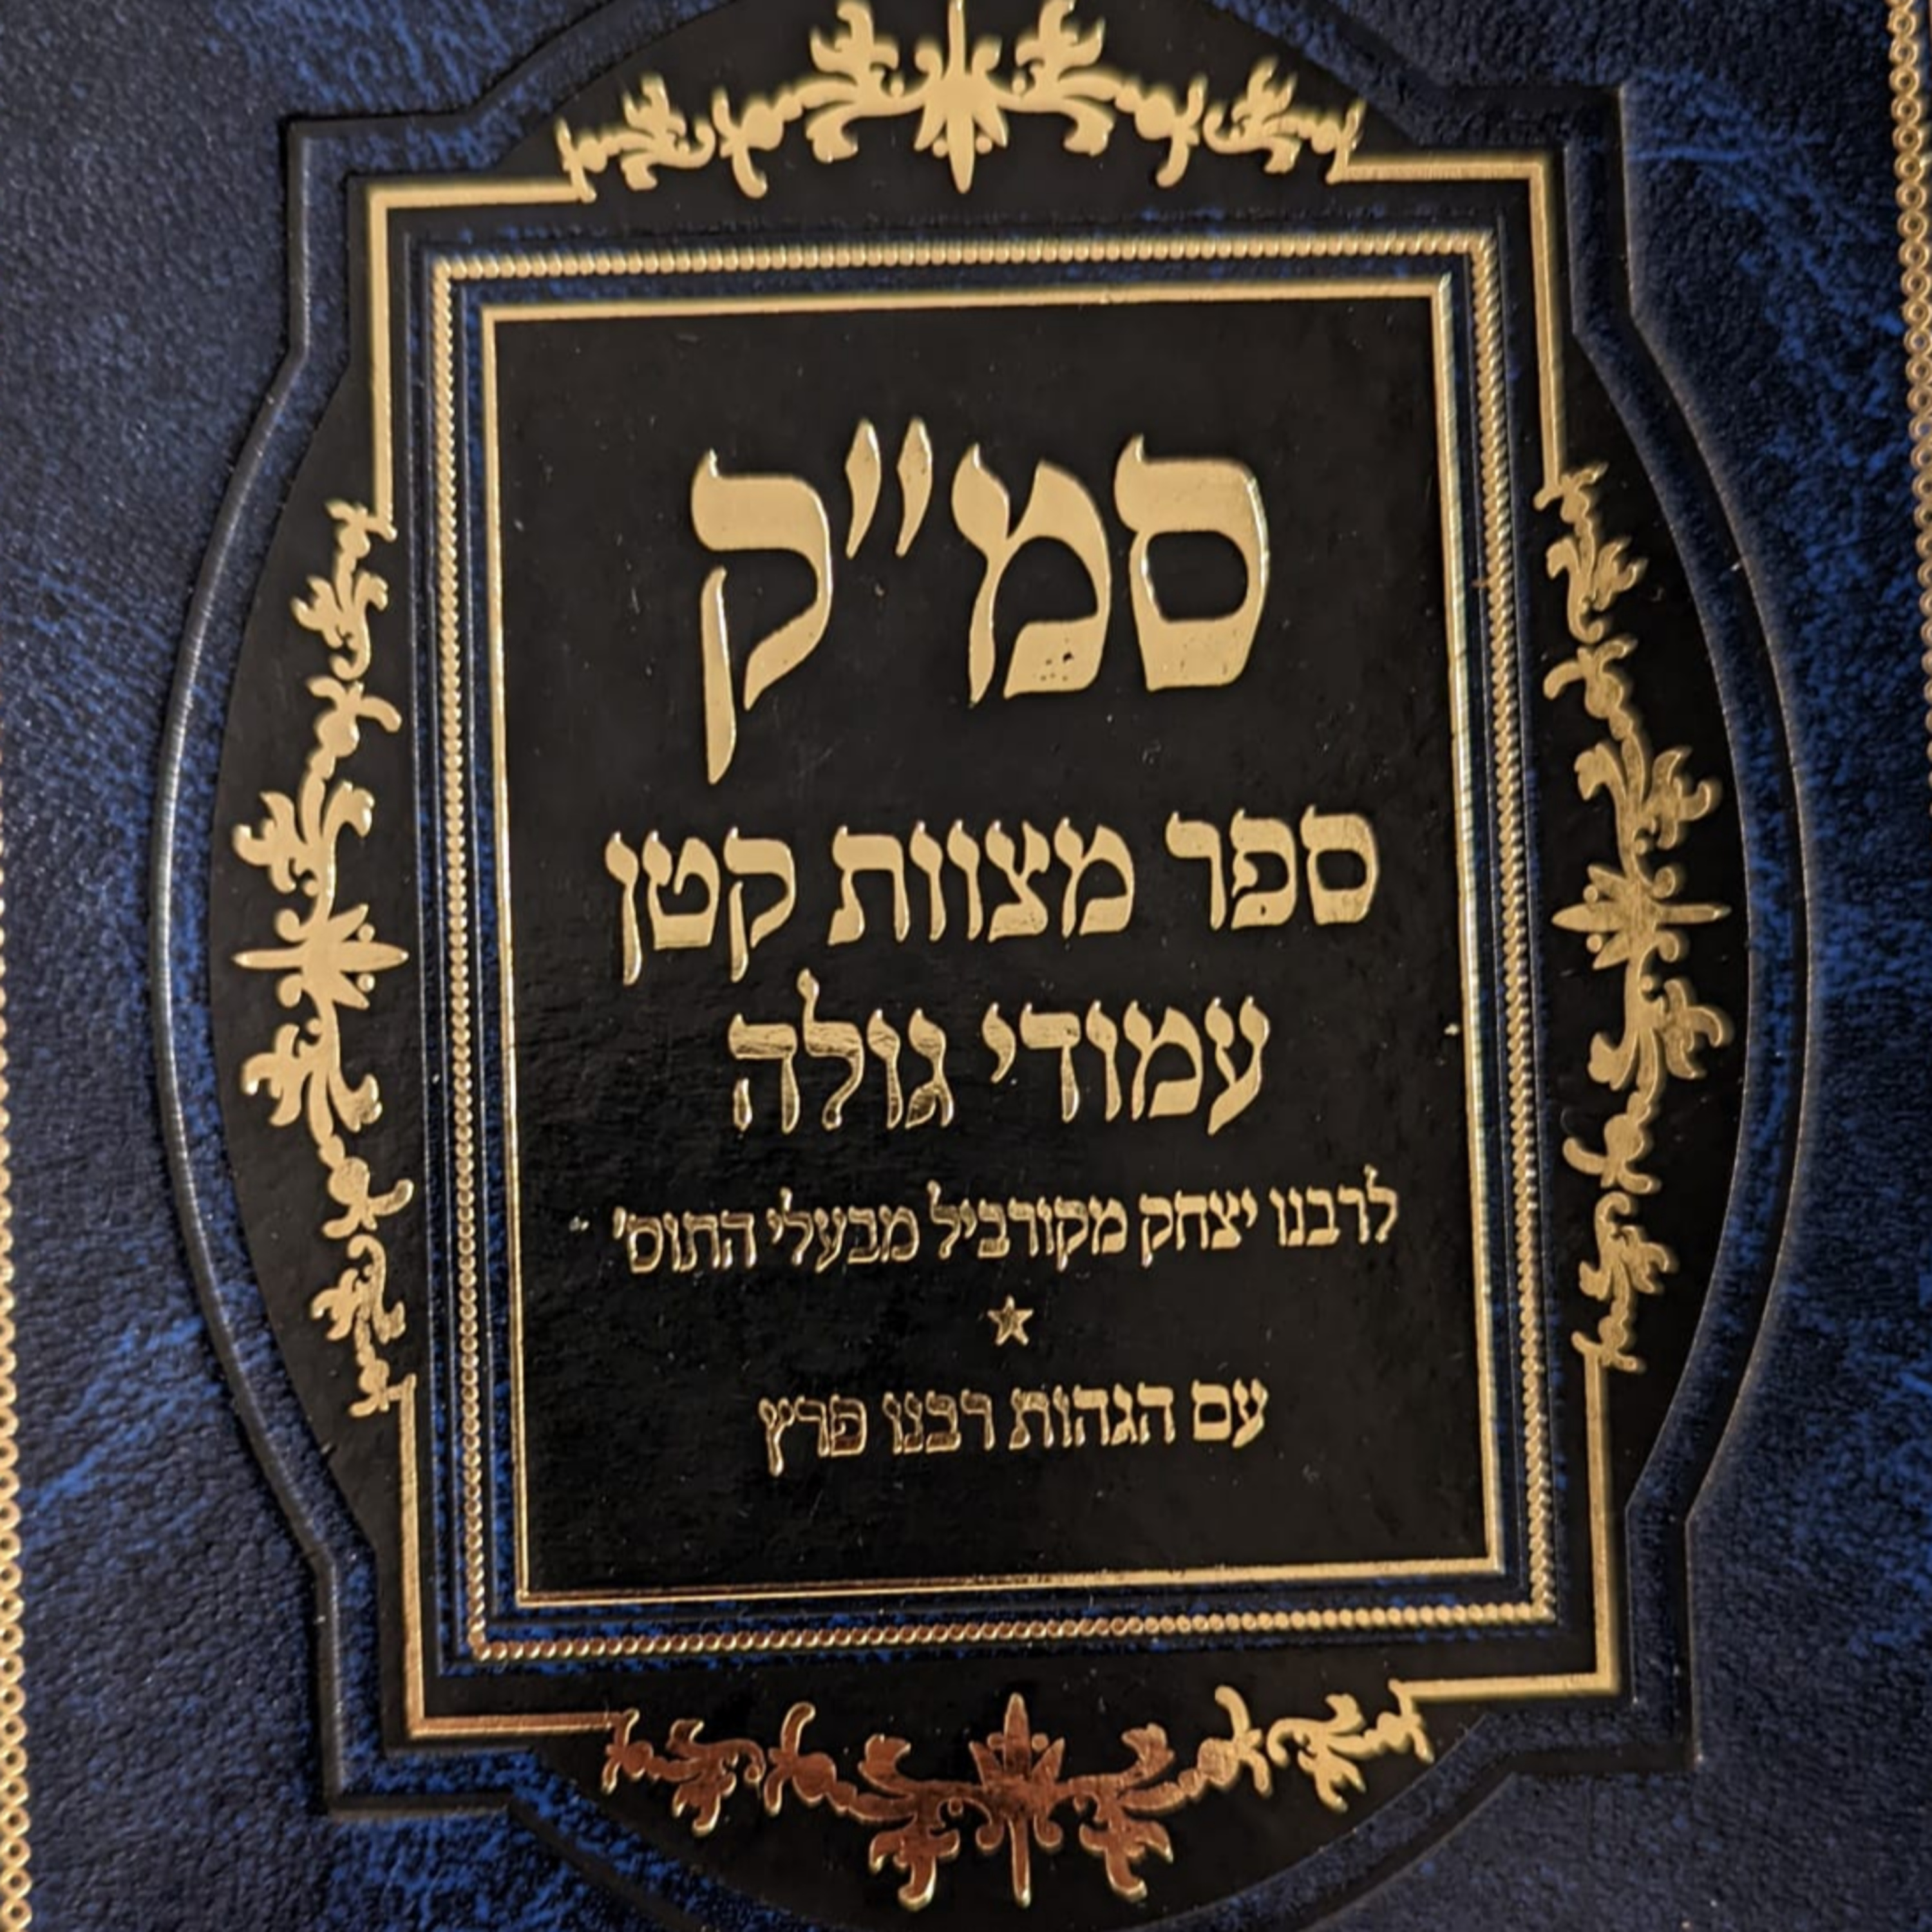 סמ"ק
ספר מצוות קטן
עמודי גולה
לרבנו יצחק מקורביל מבעלי התוס'
עם הגהות רבנו פרץ